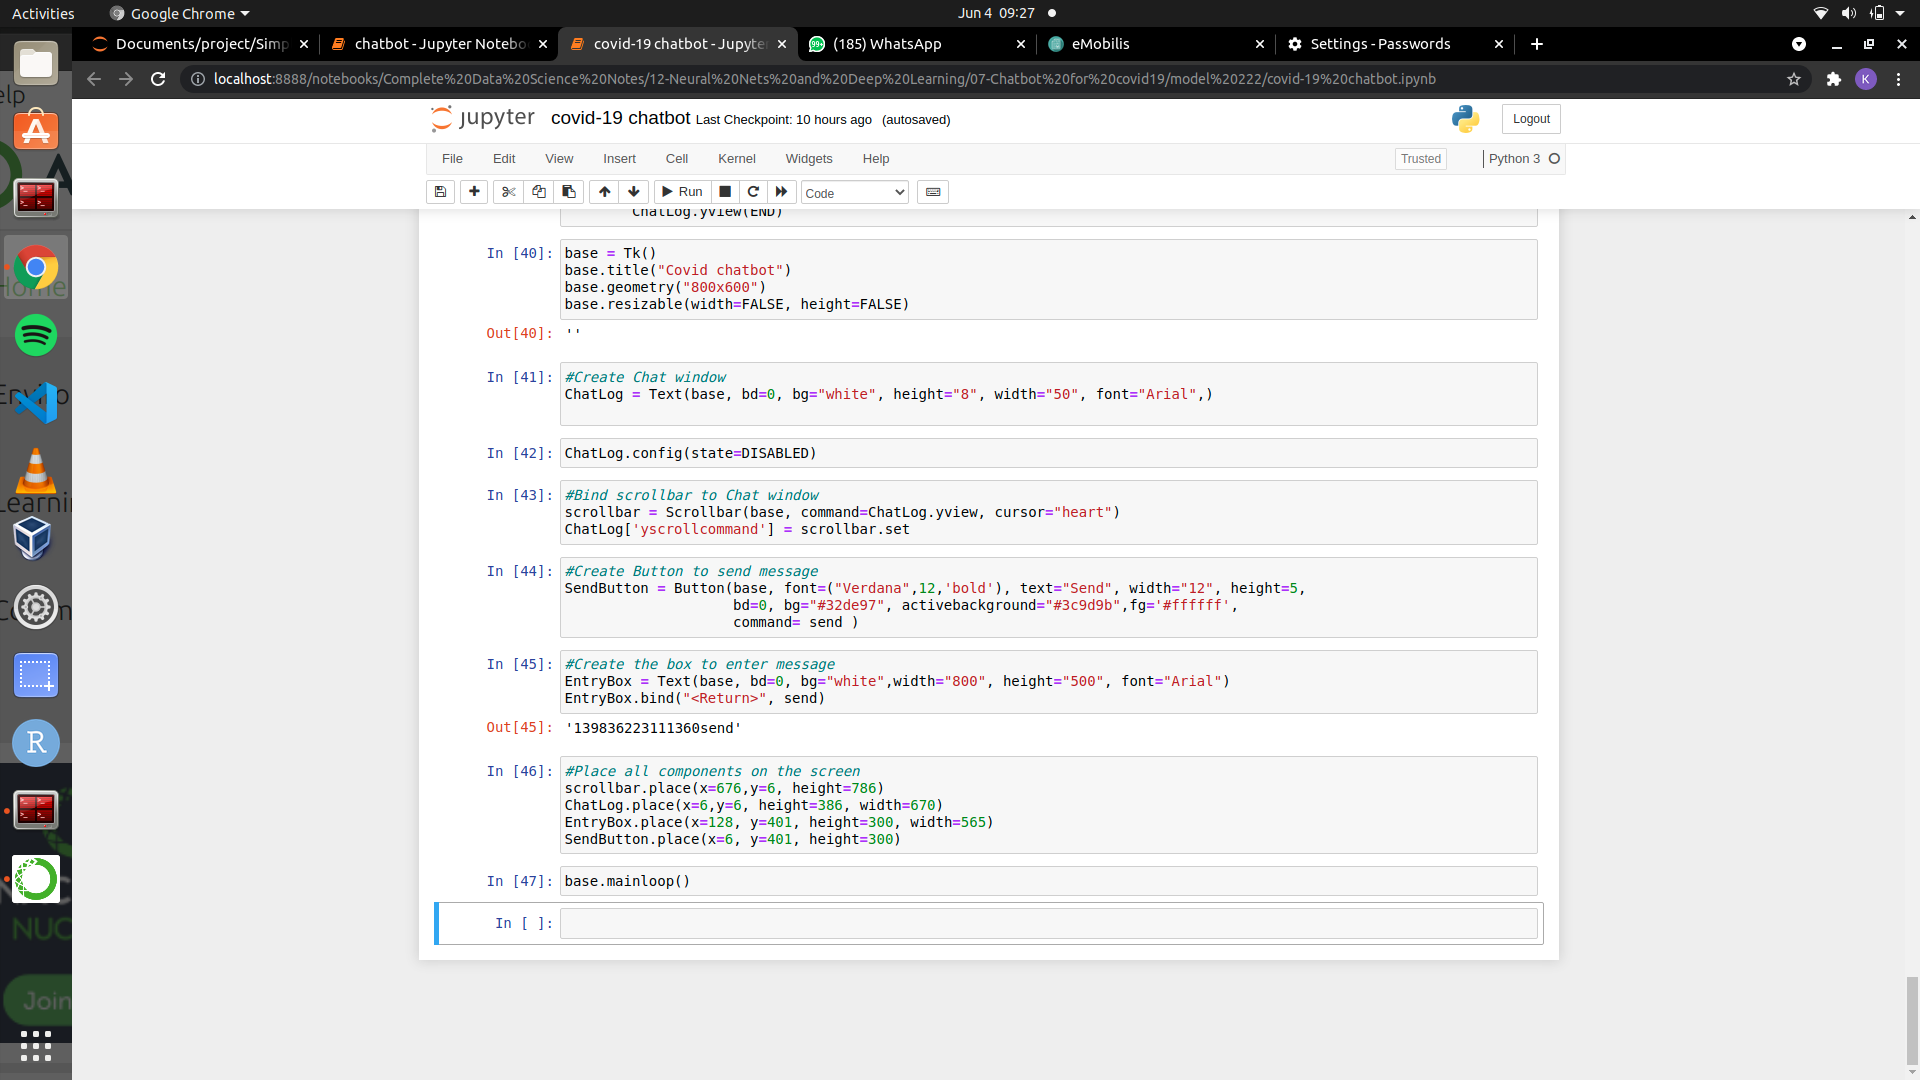 Activities
Google Chrome
Jun 4 09:27
Documents/project/Simp
chatbot - Jupyter Notebo
covid-19 chatbot - Jupyte
99+
(185) WhatsApp
eMobilis
Settings - Passwords
localhost:8888/notebooks/Complete%20Data%20Science%20Notes/12-Neural%20Nets%20and%20Deep%20Learning/07-Chatbot%20for%20covid19/model%20222/covid-19%20chatbot.ipynb
K
jupyter covid-19 chatbot Last Checkpoint: 10 hours ago (autosaved)
Logout
File Edit View Insert Cell Kernel Widgets Help
Trusted
Python 3
Run
Code
ChatLog.yview(END)
In [40]: base = Tk()
base.title("Covid chatbot")
base.geometry("800x600")
base.resizable(width=FALSE, height=FALSE)
Out[40]: ''
In [41]: #Create Chat window
ChatLog = Text(base, bd=0, bg="white", height="8", width="50", font="Arial",)
In [42]: ChatLog.config(state=DISABLED)
In [43]: #Bind scrollbar to Chat window
scrollbar = Scrollbar(base, command=ChatLog.yview, cursor="heart")
ChatLog['yscrollcommand'] = scrollbar.set
In [44]: #Create Button to send message
SendButton = Button(base, font=("Verdana",12,'bold'), text="Send", width="12", height=5,
bd=0, bg="#32de97", activebackground="#3c9d9b",fg='#ffffff',
command= send )
In [45]: #Create the box to enter message
EntryBox = Text(base, bd=0, bg="white",width="800", height="500", font="Arial")
EntryBox.bind("<Return>", send)
Out[45]: '139836223111360send'
In [46]: #Place all components on the screen
scrollbar.place(x=676,y=6, height=786)
ChatLog.place(x=6,y=6, height=386, width=670)
EntryBox.place(x=128, y=401, height=300, width=565)
SendButton.place(x=6, y=401, height=300)
In [47]: base.mainloop()
In [ ]:
elp
Home
Enviro
Learni
Comm
R
NUC
Join